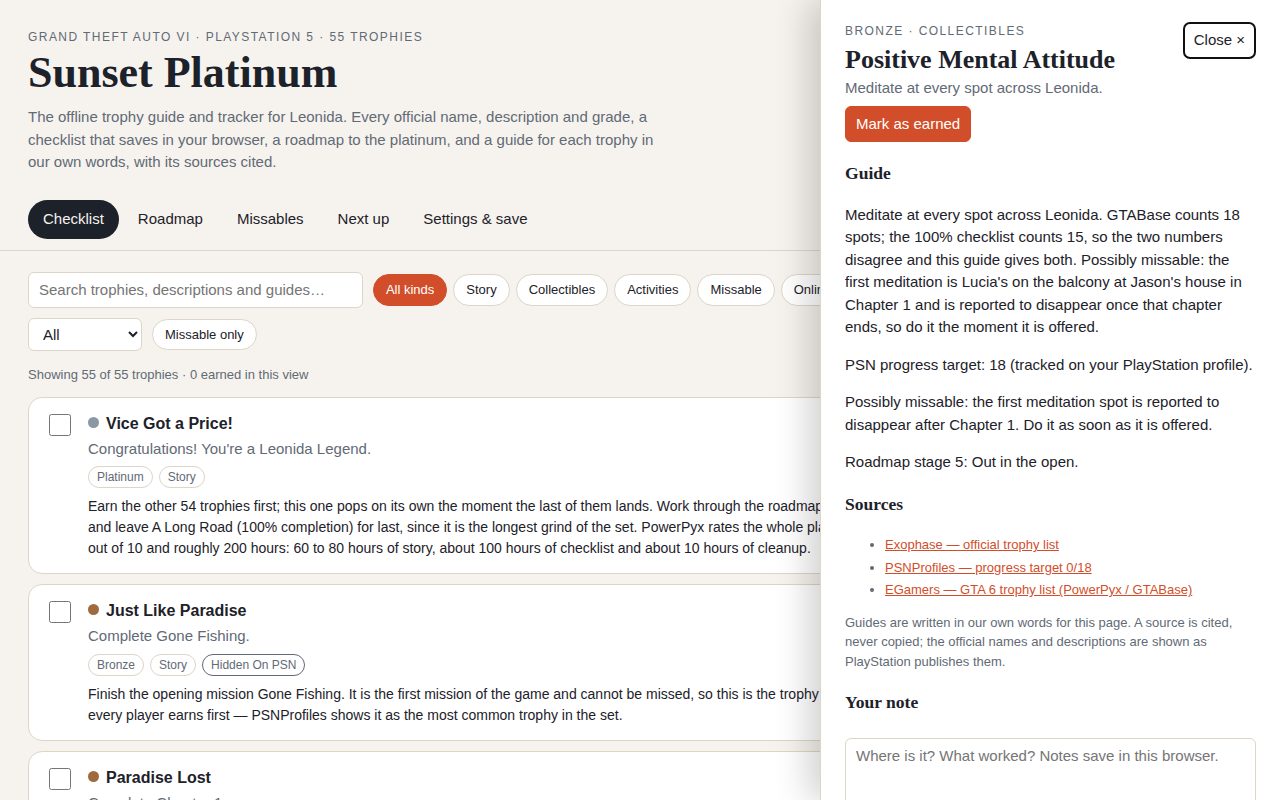 GRAND THEFT AUTO VI · PLAYSTATION 5 · 55 TROPHIES
Sunset Platinum
The offline trophy guide and tracker for Leonida. Every official name, description and grade, a
checklist that saves in your browser, a roadmap to the platinum, and a guide for each trophy in
our own words, with its sources cited.
Checklist
Roadmap
Missables
Next up
Settings & save
Search trophies, descriptions and guides…
All kinds
Story
Collectibles
Activities
Missable
All
Missable only
Showing 55 of 55 trophies · 0 earned in this view
Vice Got a Price!
Congratulations! You're a Leonida Legend.
Platinum
Story
Earn the other 54 trophies first; this one pops on its own the moment the last of them lands. Work through the roadmap
and leave A Long Road (100% completion) for last, since it is the longest grind of the set. PowerPyx rates the whole
out of 10 and roughly 200 hours: 60 to 80 hours of story, about 100 hours of checklist and about 10 hours of cleanup.
Just Like Paradise
Complete Gone Fishing.
Bronze
Story
Hidden On PSN
Finish the opening mission Gone Fishing. It is the first mission of the game and cannot be missed, so this is the trophy
every player earns first — PSNProfiles shows it as the most common trophy in the set.
Paradise Lost
BRONZE · COLLECTIBLES
Close ×
Positive Mental Attitude
Meditate at every spot across Leonida.
Mark as earned
Guide
Meditate at every spot across Leonida. GTABase counts 18
spots; the 100% checklist counts 15, so the two numbers
disagree and this guide gives both. Possibly missable: the
first meditation is Lucia's on the balcony at Jason's house in
Chapter 1 and is reported to disappear once that chapter
ends, so do it the moment it is offered.
PSN progress target: 18 (tracked on your PlayStation profile).
Possibly missable: the first meditation spot is reported to
disappear after Chapter 1. Do it as soon as it is offered.
Roadmap stage 5: Out in the open.
Sources
Exophase — official trophy list
PSNProfiles — progress target 0/18
EGamers — GTA 6 trophy list (PowerPyx / GTABase)
Guides are written in our own words for this page. A source is cited,
never copied; the official names and descriptions are shown as
PlayStation publishes them.
Your note
Where is it? What worked? Notes save in this browser.